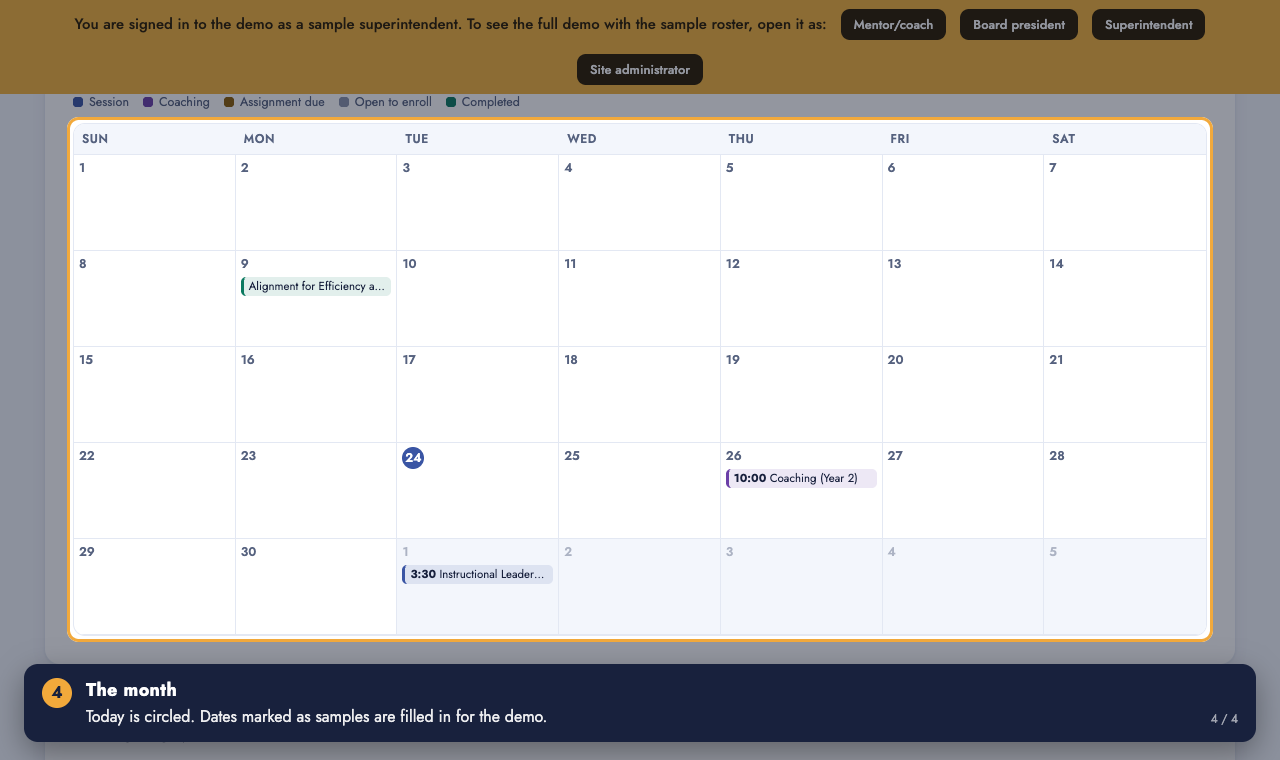 You are signed in to the demo as a sample superintendent. To see the full demo with the sample roster, open it as: Mentor/coach Board president Superintendent
Site administrator
Session Coaching Assignment due Open to enroll Completed
SUN MON TUE WED THU FRI SAT
1 2 3 4 5 6 7
8 9 10 11 12 13 14
Alignment for Efficiency a...
15 16 17 18 19 20 21
22 23 24 25 26 27 28
10:00 Coaching (Year 2)
29 30 1 2 3 4 5
3:30 Instructional Leader...
4 The month
Today is circled. Dates marked as samples are filled in for the demo.
4 / 4